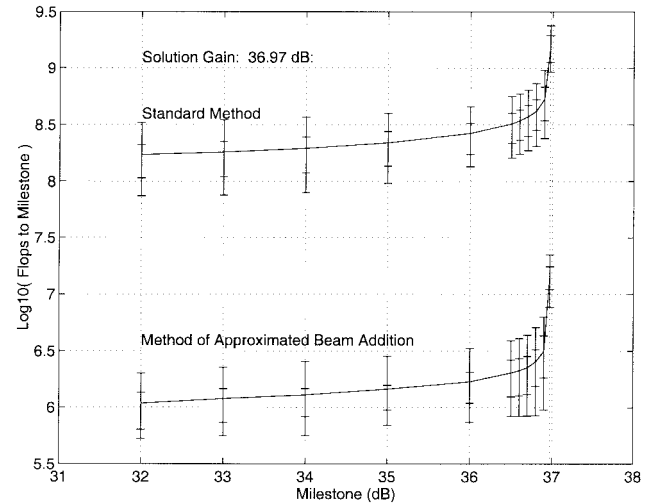 9.5
Solution Gain: 36.97 dB:
9
Standard Method
8.5
8
7.5
7
Method of Approximated Beam Addition
6.5
6
5.5
Log10( Flops to Milestone )
31 32 33 34 35 36 37 38
Milestone (dB)